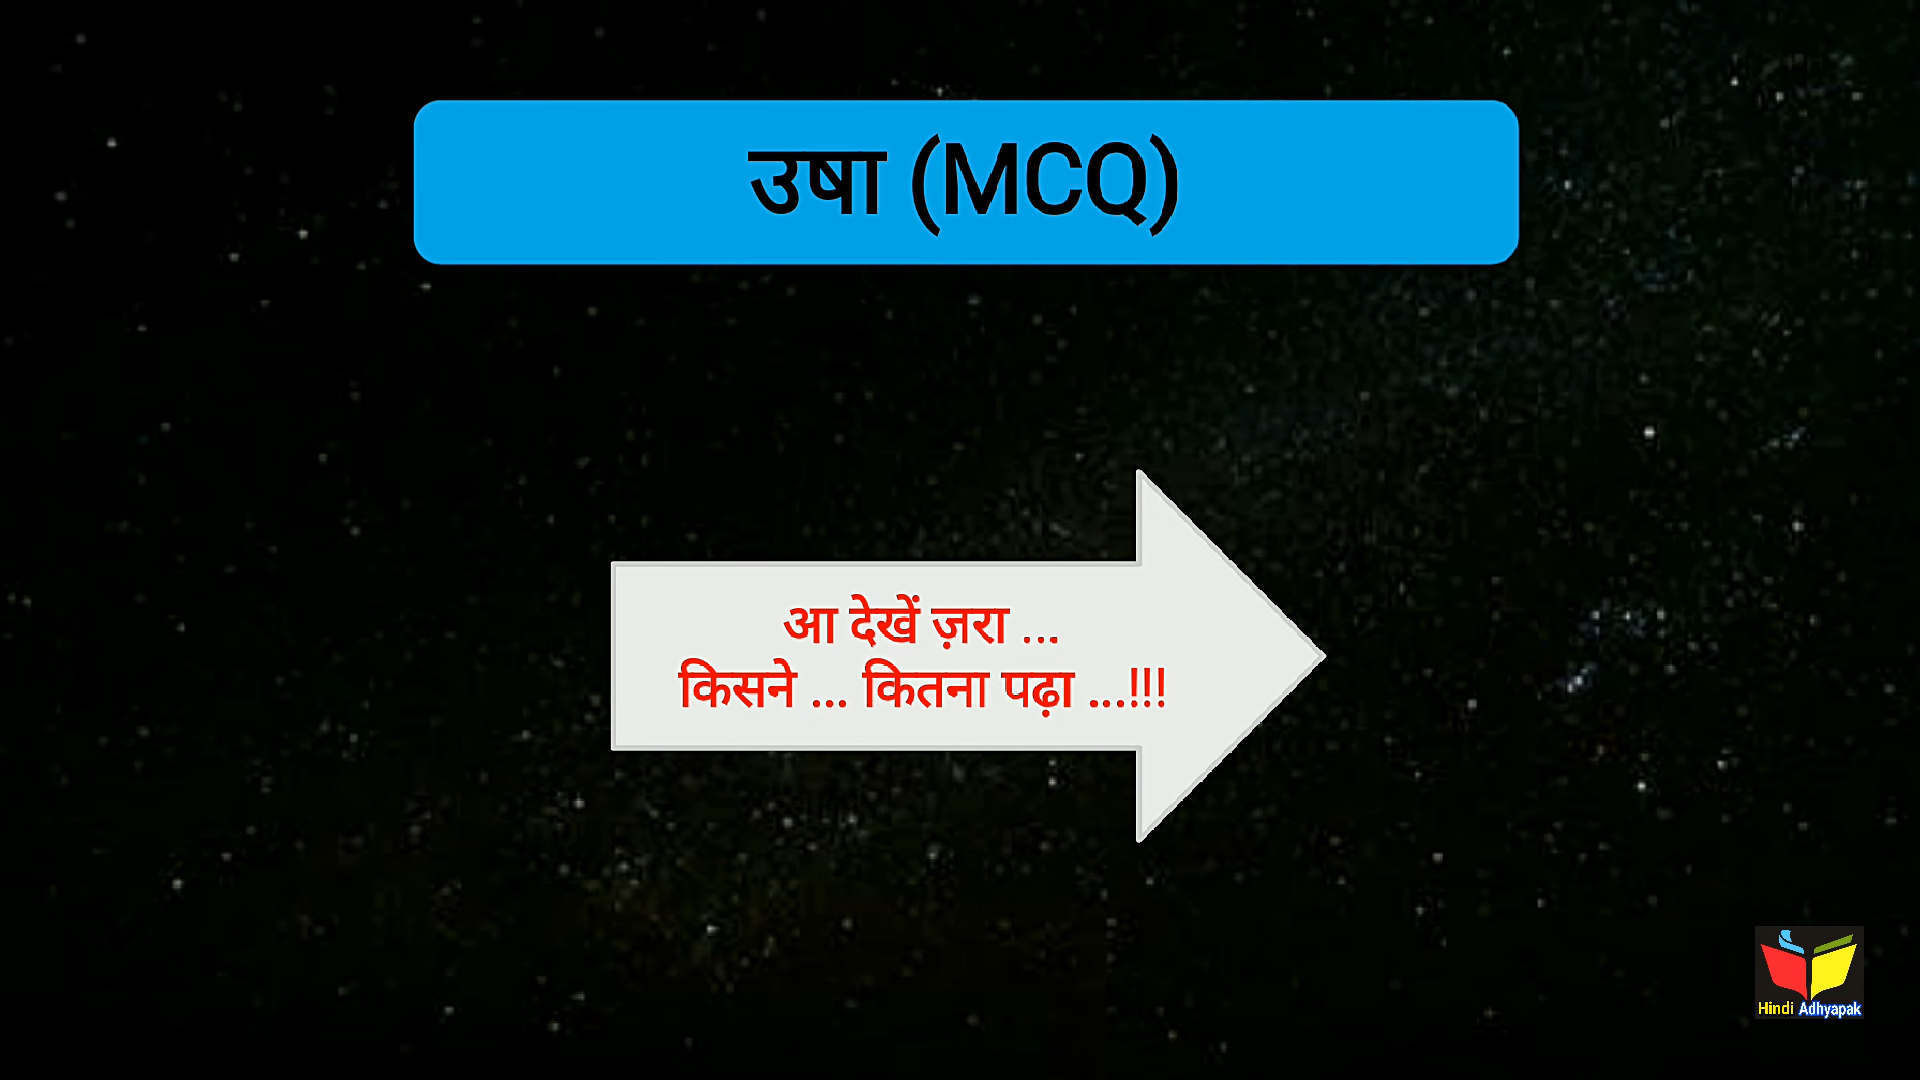 उषा (MCQ)
आ देखें ज़रा ...
किसने ... कितना पढ़ा ...!!!
Hindi Adhyapak